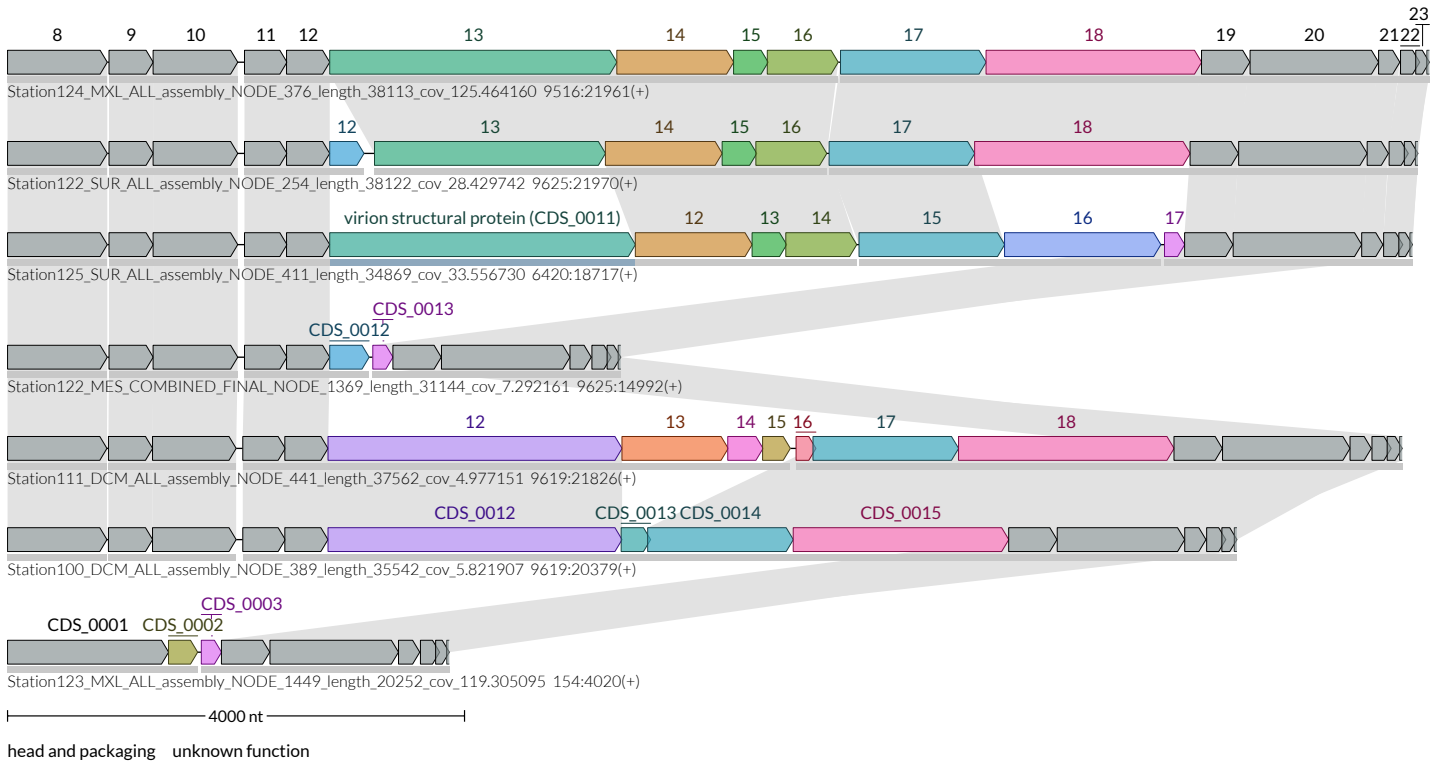 23
8 9 10 11 12 13 14 15 16 17 18 19 20 21 22
Station124_MXL_ALL_assembly_NODE_376_length_38113_cov_125.464160 9516:21961(+)
12 13 14 15 16 17 18
Station122_SUR_ALL_assembly_NODE_254_length_38122_cov_28.429742 9625:21970(+)
virion structural protein (CDS_0011) 12 13 14 15 16 17
Station125_SUR_ALL_assembly_NODE_411_length_34869_cov_33.556730 6420:18717(+)
CDS_0013
CDS_0012
Station122_MES_COMBINED_FINAL_NODE_1369_length_31144_cov_7.292161 9625:14992(+)
12 13 14 15 16 17 18
Station111_DCM_ALL_assembly_NODE_441_length_37562_cov_4.977151 9619:21826(+)
CDS_0012 CDS_0013 CDS_0014 CDS_0015
Station100_DCM_ALL_assembly_NODE_389_length_35542_cov_5.821907 9619:20379(+)
CDS_0003
CDS_0001 CDS_0002
Station123_MXL_ALL_assembly_NODE_1449_length_20252_cov_119.305095 154:4020(+)
4000 nt
head and packaging unknown function